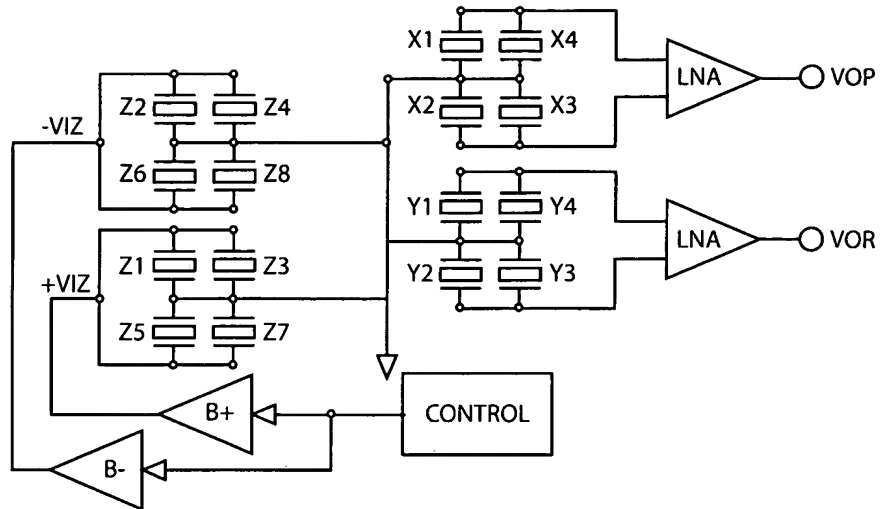 X1 X4
LNA VOP
X2 X3
Z2 Z4
-VIZ
Z6 Z8
Y1 Y4
LNA VOR
Y2 Y3
Z1 Z3
+VIZ
Z5 Z7
B+
CONTROL
B-